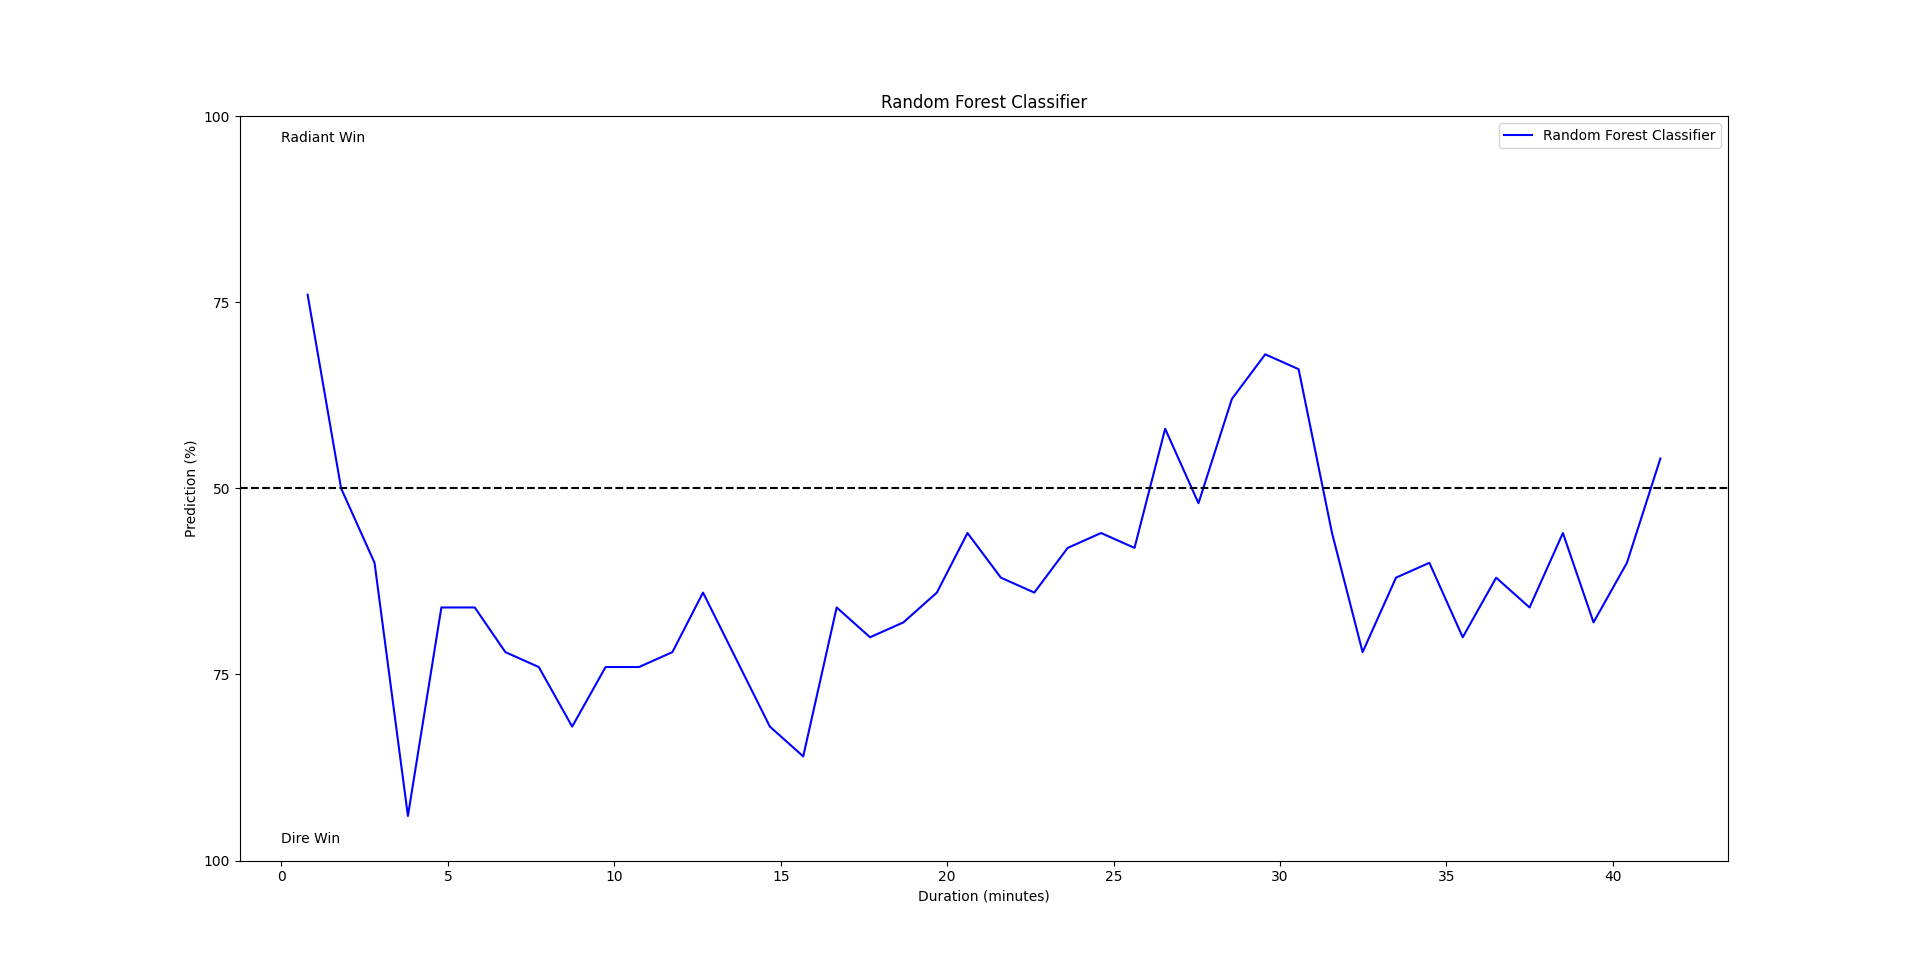 Random Forest Classifier
100
Radiant Win
Random Forest Classifier
75
50
Prediction (%)
75
Dire Win
100
0 5 10 15 20 25 30 35 40
Duration (minutes)